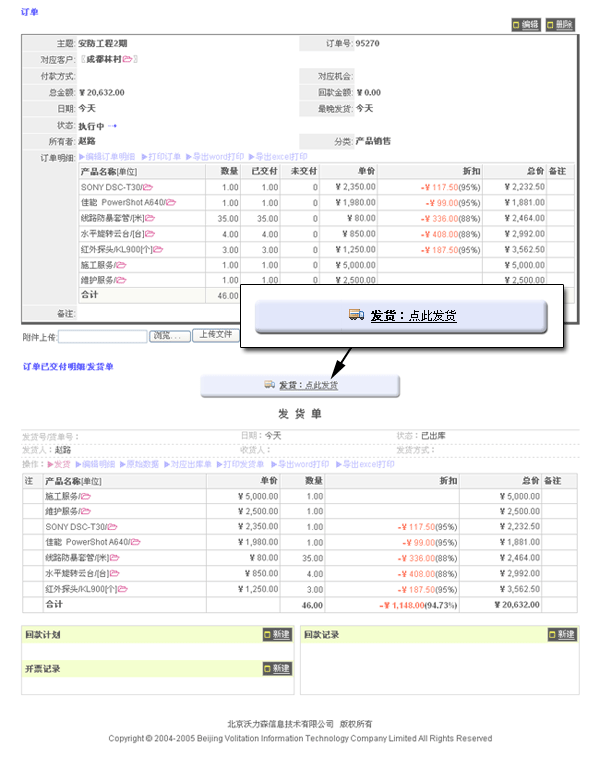 订单
编辑 删除
主题: 安防工程2期 订单号: 95270
对应客户: 〖成都林村〗
付款方式: 对应机会:
总金额: ￥20,632.00 回款金额: ￥0.00
日期: 今天 最晚发货: 今天
状态: 执行中
所有者: 赵路 分类: 产品销售
订单明细: ▶编辑订单明细 ▶打印订单 ▶导出word打印 ▶导出excel打印
产品名称[单位] 数量 已交付 未交付 单价 折扣 总价 备注
SONY DSC-T30/ 1.00 1.00 0 ￥2,350.00 -￥117.50(95%) ￥2,232.50
佳能 PowerShot A640/ 1.00 1.00 0 ￥1,980.00 -￥99.00(95%) ￥1,881.00
线路防暴套管/[米] 35.00 35.00 0 ￥80.00 -￥336.00(88%) ￥2,464.00
水平旋转云台/[台] 4.00 4.00 0 ￥850.00 -￥408.00(88%) ￥2,992.00
红外探头/KL900[个] 3.00 3.00 0 ￥1,250.00 -￥187.50(95%) ￥3,562.50
施工服务/ 1.00 1.00 0 ￥5,000.00 ￥5,000.00
维护服务/ 1.00 1.00 0 ￥2,500.00 ￥2,500.00
合计 46.00
备注:
发货：点此发货
附件上传: 浏览... 上传文件
订单已交付明细/发货单
发货：点此发货
发 货 单
发货号/货单号： 日期：今天 状态：已出库
发货人：赵路 收货人： 发货方式：
操作：▶发货 ▶编辑明细 ▶原始数据 ▶对应出库单 ▶打印发货单 ▶导出word打印 ▶导出excel打印
注 产品名称[单位] 单价 数量 折扣 总价 备注
施工服务/ ￥5,000.00 1.00 ￥5,000.00
维护服务/ ￥2,500.00 1.00 ￥2,500.00
SONY DSC-T30/ ￥2,350.00 1.00 -￥117.50(95%) ￥2,232.50
佳能 PowerShot A640/ ￥1,980.00 1.00 -￥99.00(95%) ￥1,881.00
线路防暴套管/[米] ￥80.00 35.00 -￥336.00(88%) ￥2,464.00
水平旋转云台/[台] ￥850.00 4.00 -￥408.00(88%) ￥2,992.00
红外探头/KL900[个] ￥1,250.00 3.00 -￥187.50(95%) ￥3,562.50
合计 46.00 -￥1,148.00(94.73%) ￥20,632.00
回款计划 新建 回款记录 新建
开票记录 新建
北京沃力森信息技术有限公司 版权所有
Copyright © 2004-2005 Beijing Volitation Information Technology Company Limited All Rights Reserved